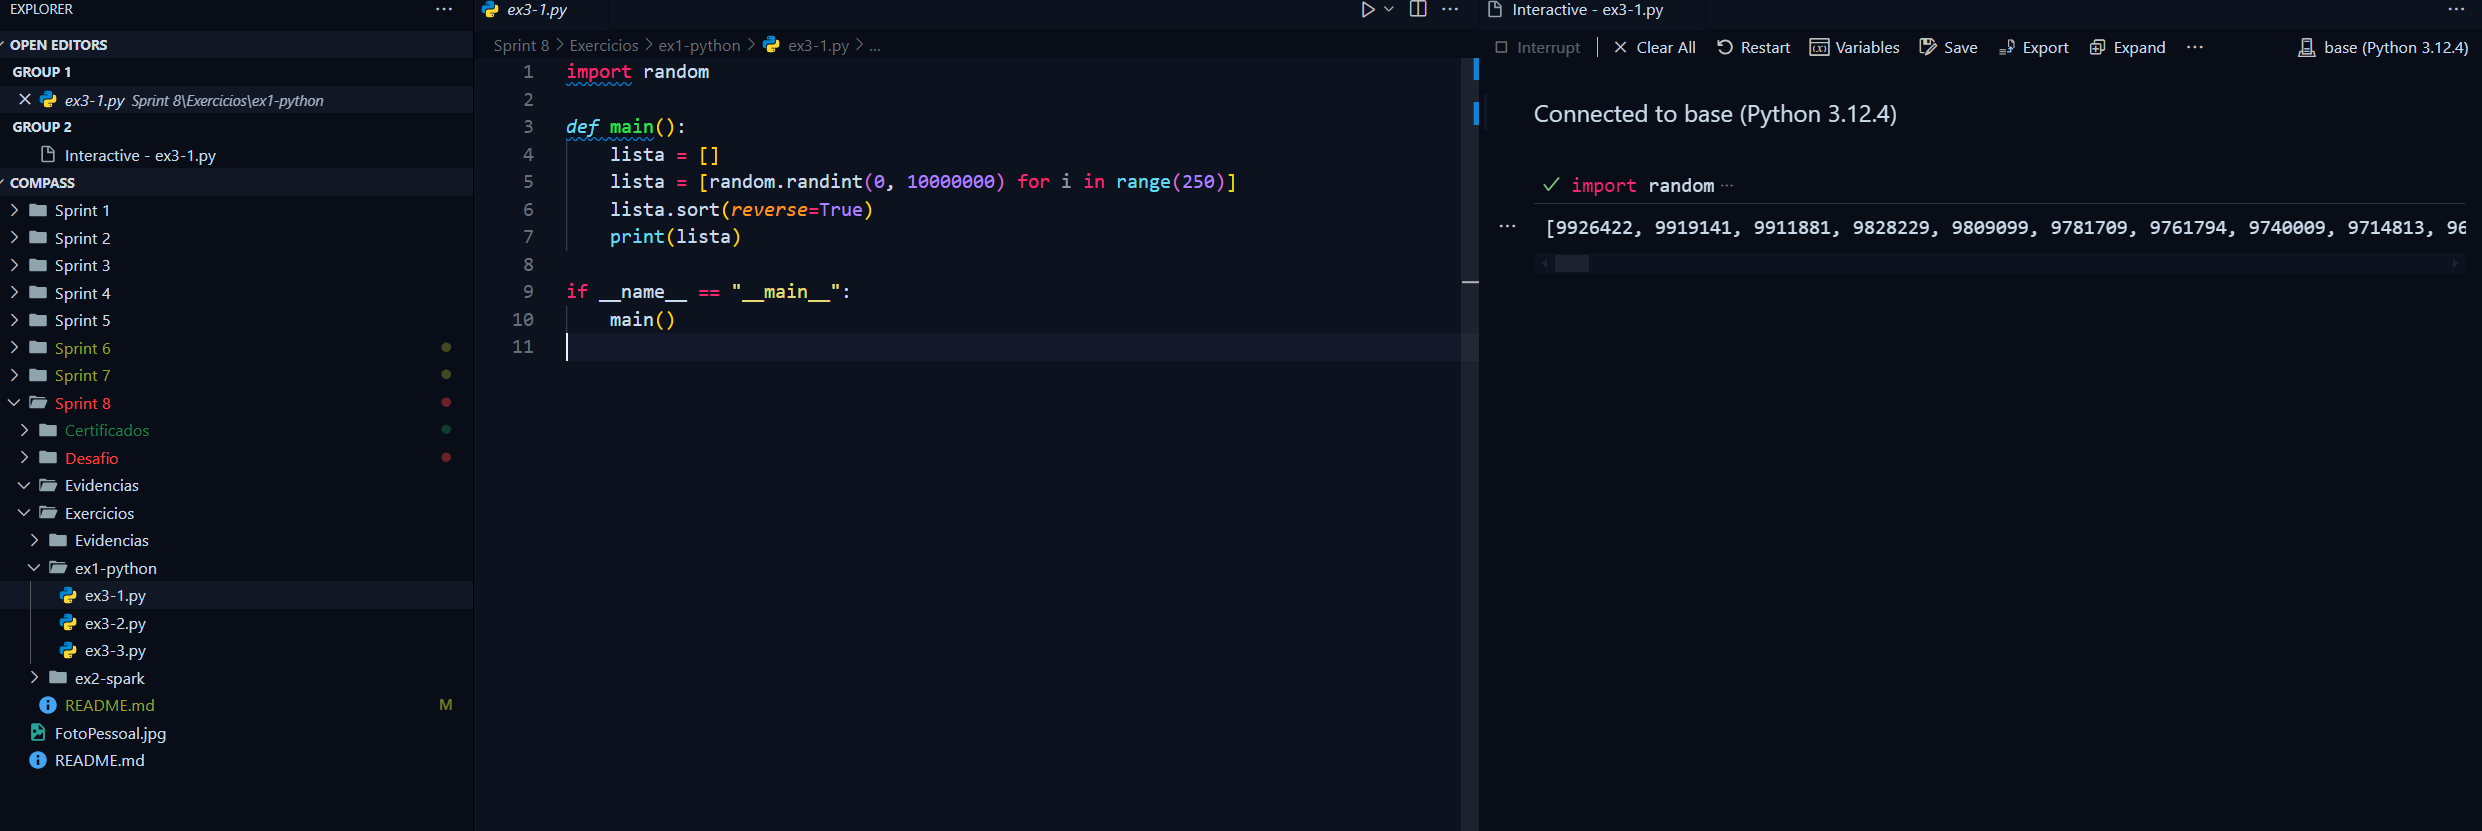 EXPLORER
OPEN EDITORS
GROUP 1
ex3-1.py Sprint 8\Exercicios\ex1-python
GROUP 2
Interactive - ex3-1.py
COMPASS
Sprint 1
Sprint 2
Sprint 3
Sprint 4
Sprint 5
Sprint 6
Sprint 7
Sprint 8
Certificados
Desafio
Evidencias
Exercicios
Evidencias
ex1-python
ex3-1.py
ex3-2.py
ex3-3.py
ex2-spark
README.md M
FotoPessoal.jpg
README.md
ex3-1.py
Sprint 8 > Exercicios > ex1-python > ex3-1.py > ...
1 import random
2
3 def main():
4     lista = []
5     lista = [random.randint(0, 10000000) for i in range(250)]
6     lista.sort(reverse=True)
7     print(lista)
8
9 if __name__ == "__main__":
10     main()
11
Interactive - ex3-1.py
Interrupt | Clear All Restart Variables Save Export Expand ... base (Python 3.12.4)
Connected to base (Python 3.12.4)
import random ...
[9926422, 9919141, 9911881, 9828229, 9809099, 9781709, 9761794, 9740009, 9714813, 96